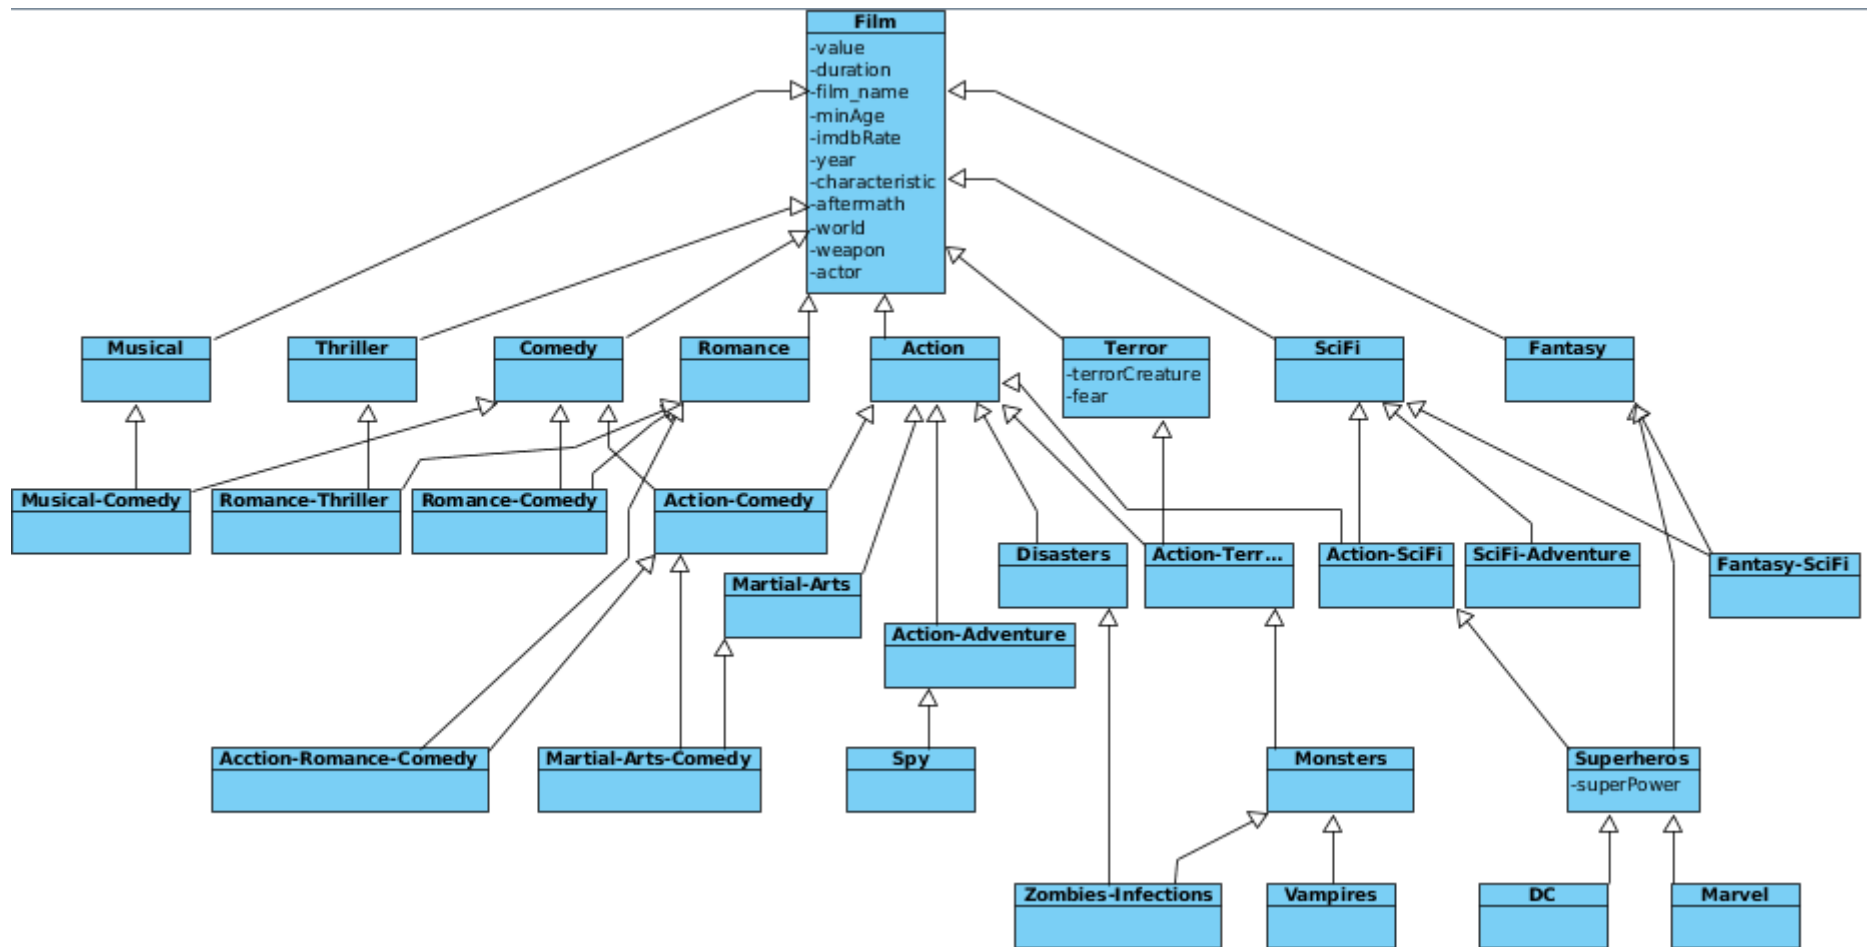 Film
-value
-duration
-film_name
-minAge
-imdbRate
-year
-characteristic
-aftermath
-world
-weapon
-actor
Musical
Thriller
Comedy
Romance
Action
Terror
-terrorCreature
-fear
SciFi
Fantasy
Musical-Comedy
Romance-Thriller
Romance-Comedy
Action-Comedy
Martial-Arts
Action-Adventure
Disasters
Action-Terr...
Action-SciFi
SciFi-Adventure
Fantasy-SciFi
Acction-Romance-Comedy
Martial-Arts-Comedy
Spy
Monsters
Superheros
-superPower
Zombies-Infections
Vampires
DC
Marvel